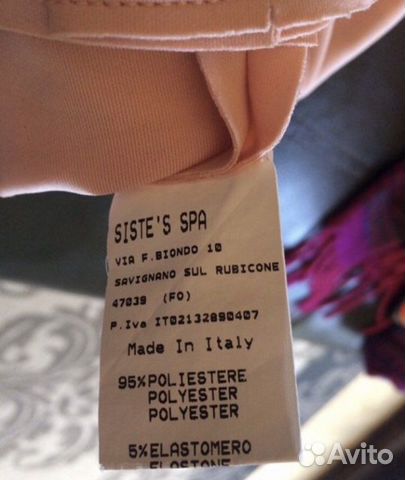 SISTE'S SPA
VIA F.BIONDO 10
SAVIGNANO SUL RUBICONE
47039 (FO)
P.Iva IT02132890407
Made In Italy
95%POLIESTERE
POLYESTER
POLYESTER
5%ELASTOMERO
Avito